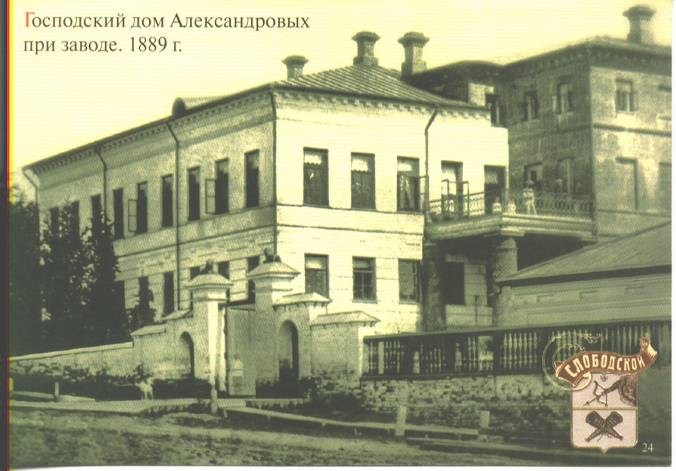 Господский дом Александровых
при заводе. 1889 г.
СЛОБОДСКОЙ
24